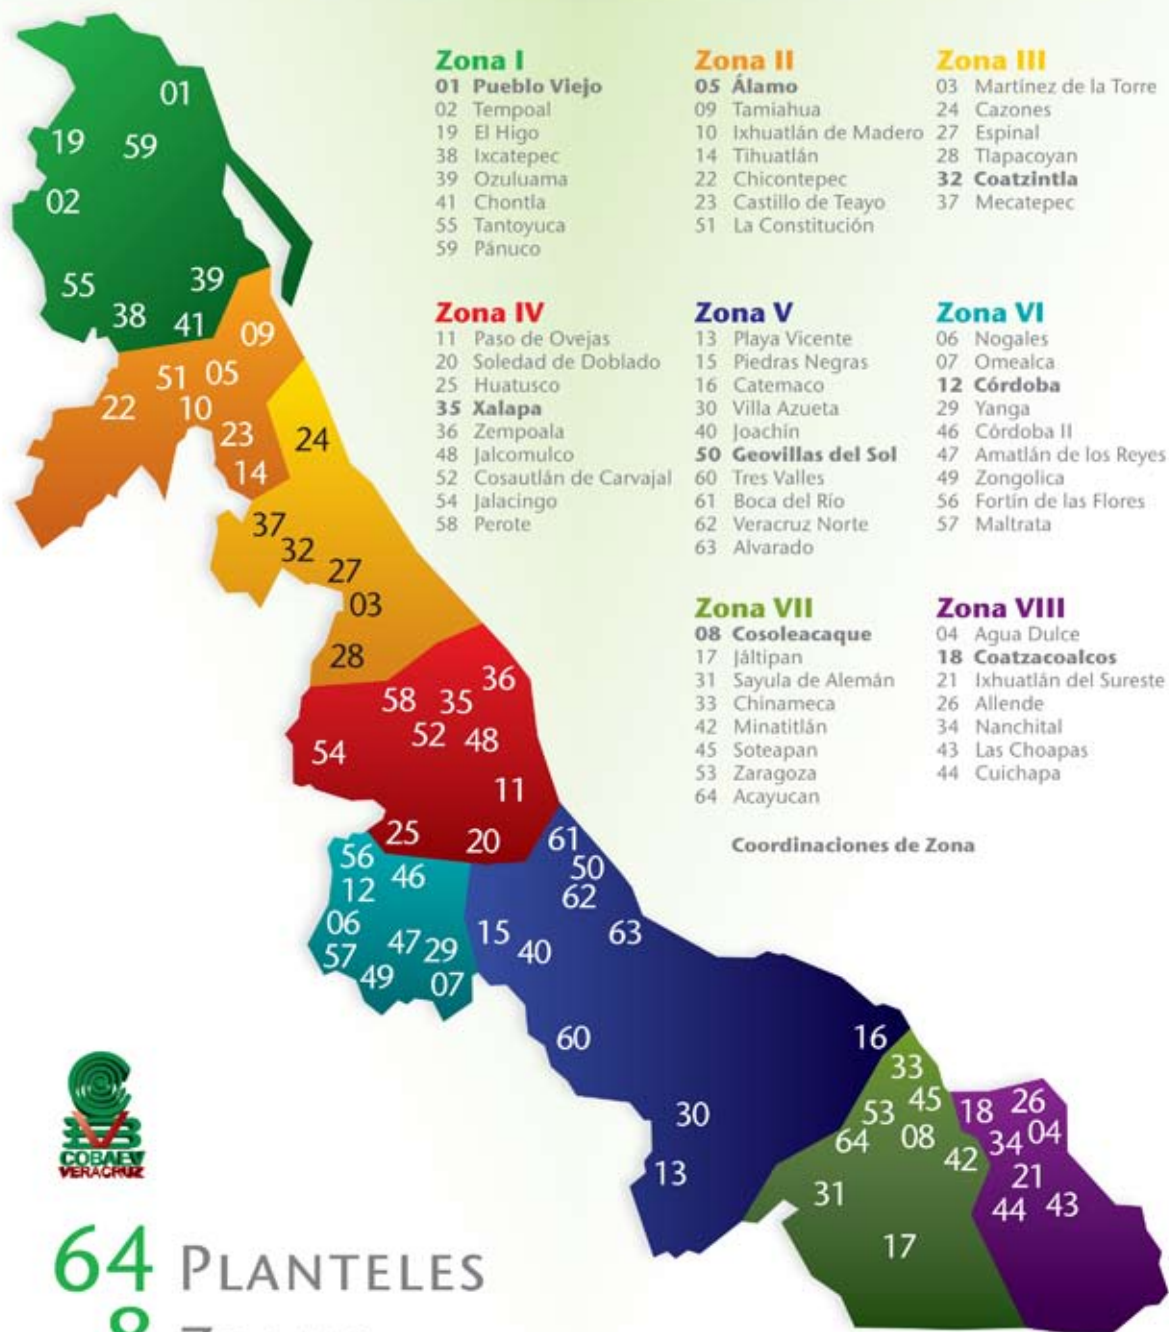 Zona I
01 Pueblo Viejo
02 Tempoal
19 El Higo
38 Ixcatepec
39 Ozuluama
41 Chontla
55 Tantoyuca
59 Pánuco
Zona II
05 Álamo
09 Tamiahua
10 Ixhuatlán de Madero
14 Tihuatlán
22 Chicontepec
23 Castillo de Teayo
51 La Constitución
Zona III
03 Martínez de la Torre
24 Cazones
27 Espinal
28 Tlapacoyan
32 Coatzintla
37 Mecatepec
Zona IV
11 Paso de Ovejas
20 Soledad de Doblado
25 Huatusco
35 Xalapa
36 Zempoala
48 Jalcomulco
52 Cosautlán de Carvajal
54 Jalacingo
58 Perote
Zona V
13 Playa Vicente
15 Piedras Negras
16 Catemaco
30 Villa Azueta
40 Joachín
50 Geovillas del Sol
60 Tres Valles
61 Boca del Río
62 Veracruz Norte
63 Alvarado
Zona VI
06 Nogales
07 Omealca
12 Córdoba
29 Yanga
46 Córdoba II
47 Amatlán de los Reyes
49 Zongolica
56 Fortín de las Flores
57 Maltrata
Zona VII
08 Cosoleacaque
17 Jáltipan
31 Sayula de Alemán
33 Chinameca
42 Minatitlán
45 Soteapan
53 Zaragoza
64 Acayucan
Zona VIII
04 Agua Dulce
18 Coatzacoalcos
21 Ixhuatlán del Sureste
26 Allende
34 Nanchital
43 Las Choapas
44 Cuichapa
Coordinaciones de Zona
01
19 59
02
55 39
38 41
09
51 05
22 10
23
14
24
37
32
27
03
28
36
58 35
52 48
54
11
25 20
56 46
12
06
57 47 29
49 07
61
50
62
15 40 63
60
16
30
13
33
53 45
64 08
42
31
17
18 26
34 04
21
44 43
COBAEV
VERACRUZ
64 PLANTELES
8